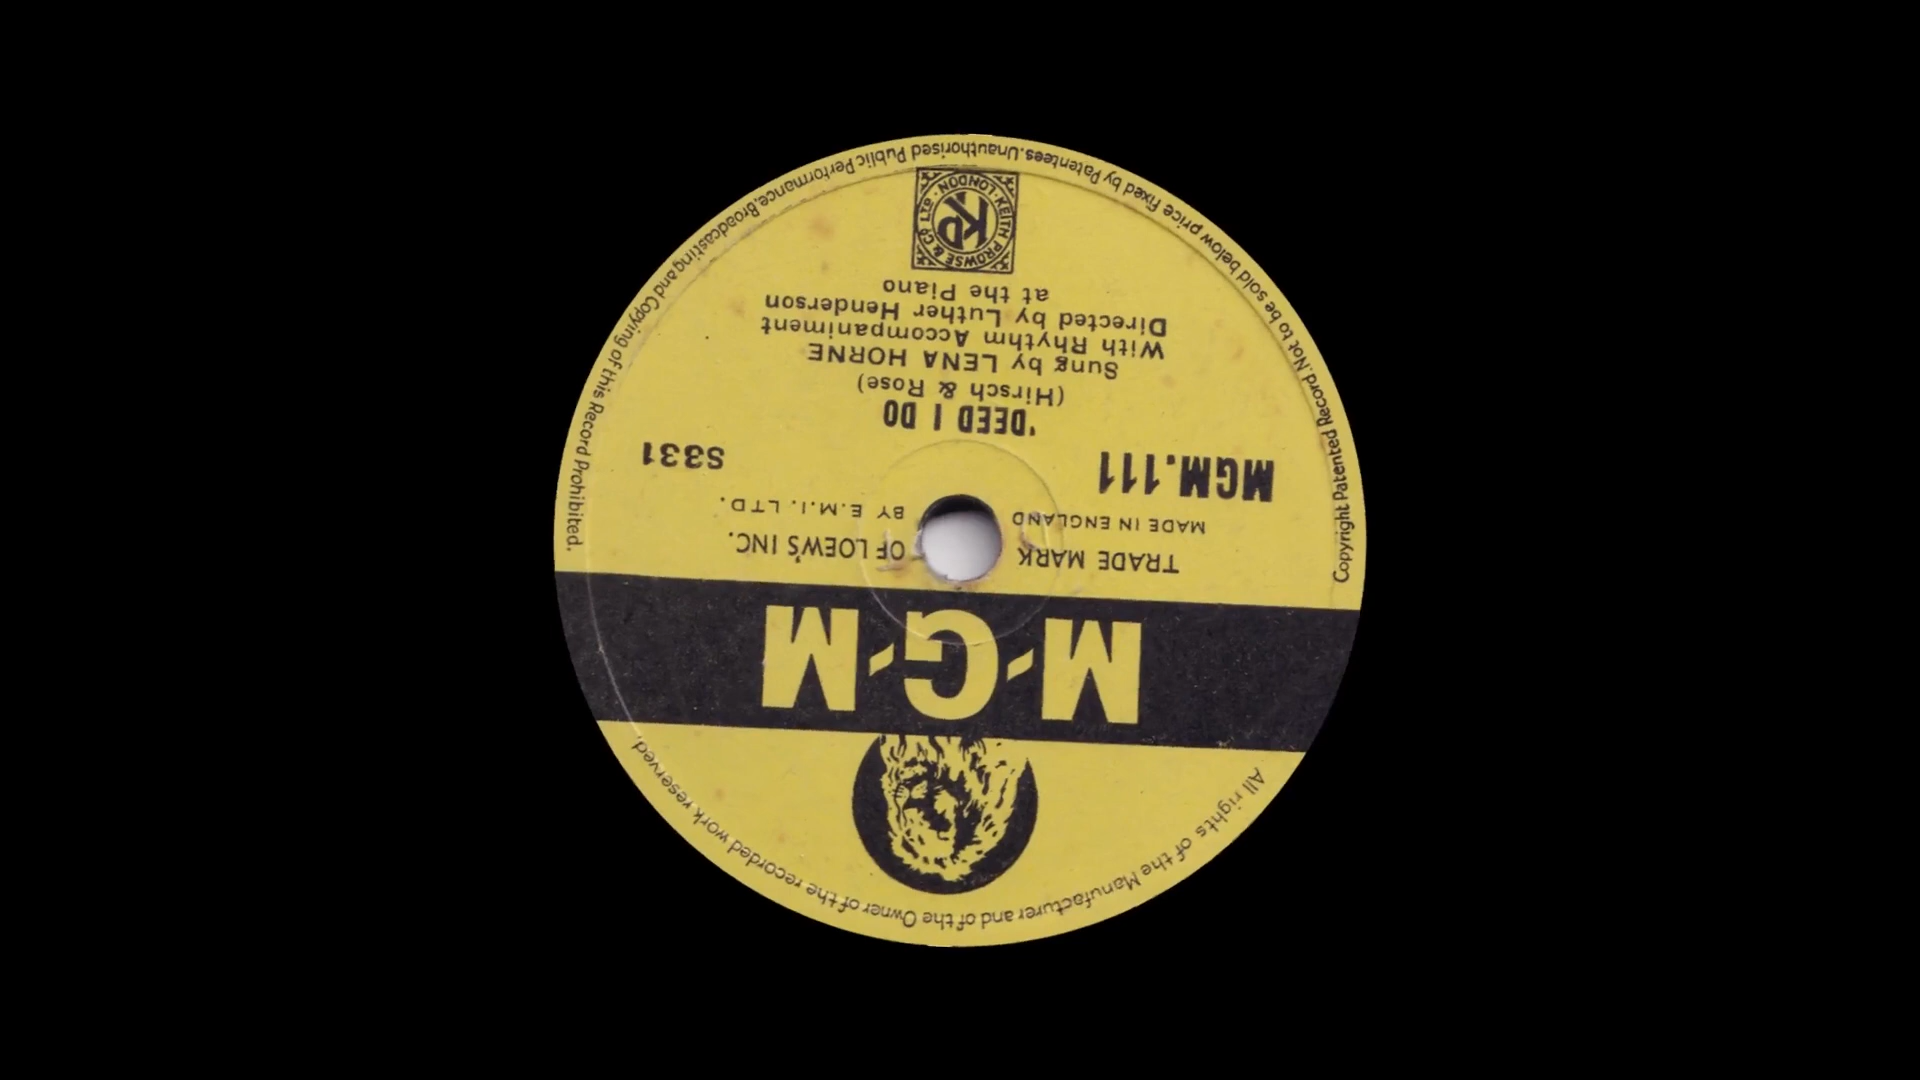 All rights of the Manufacturer and of the Owner of the recorded work reserved.
M-G-M
TRADE MARK OF LOEW'S INC.
MADE IN ENGLAND BY E.M.I. LTD.
MGM.111 S331
'DEED I DO
(Hirsch & Rose)
Sung by LENA HORNE
With Rhythm Accompaniment
Directed by Luther Henderson
at the Piano
KEITH PROWSE & CO LTD · LONDON ·
KP
Copyright Patented Record. Not to be sold below price fixed by Patentees. Unauthorised Public Performance, Broadcasting and Copying of this Record Prohibited.